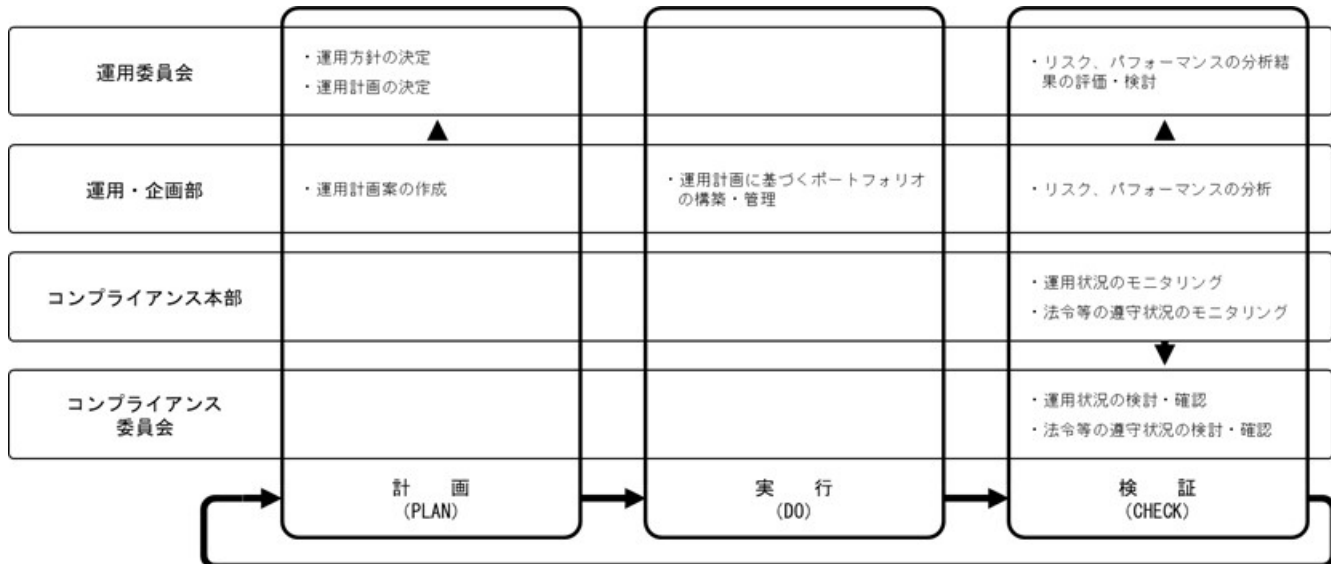 運用委員会
・運用方針の決定
・運用計画の決定
・リスク、パフォーマンスの分析結
果の評価・検討
運用・企画部
・運用計画案の作成
・運用計画に基づくポートフォリオ
の構築・管理
・リスク、パフォーマンスの分析
コンプライアンス本部
・運用状況のモニタリング
・法令等の遵守状況のモニタリング
コンプライアンス
委員会
・運用状況の検討・確認
・法令等の遵守状況の検討・確認
計　画
(PLAN)
実　行
(DO)
検　証
(CHECK)